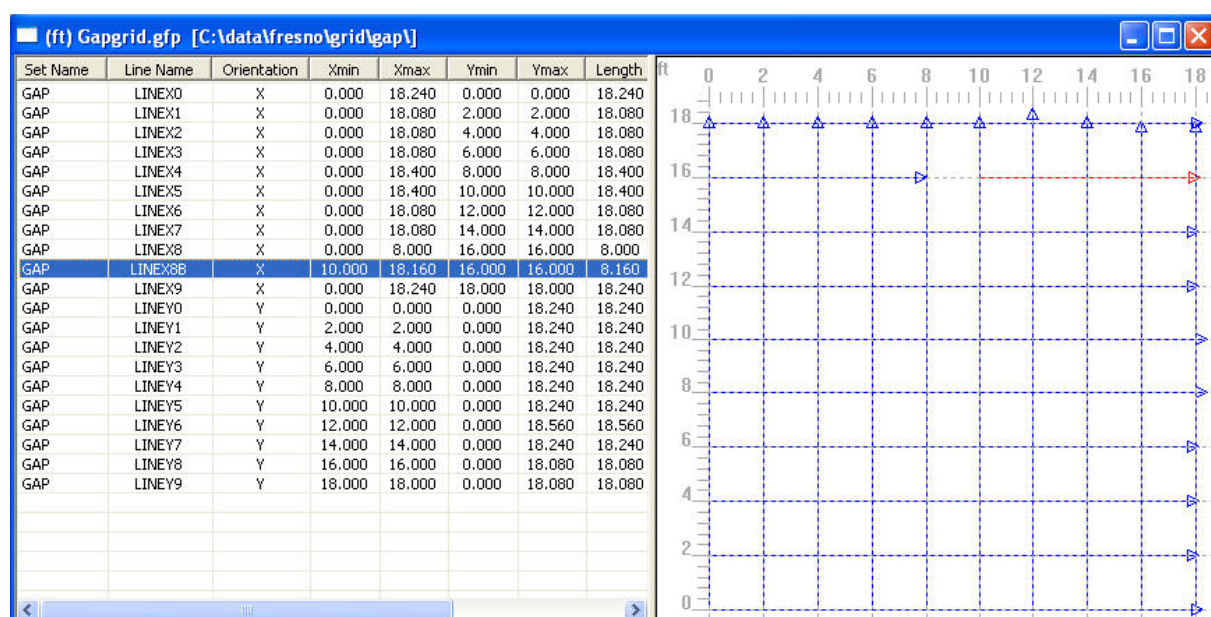 (ft) Gapgrid.gfp [C:\data\fresno\grid\gap\]
Set Name Line Name Orientation Xmin Xmax Ymin Ymax Length
GAP LINEX0 X 0.000 18.240 0.000 0.000 18.240
GAP LINEX1 X 0.000 18.080 2.000 2.000 18.080
GAP LINEX2 X 0.000 18.080 4.000 4.000 18.080
GAP LINEX3 X 0.000 18.080 6.000 6.000 18.080
GAP LINEX4 X 0.000 18.400 8.000 8.000 18.400
GAP LINEX5 X 0.000 18.400 10.000 10.000 18.400
GAP LINEX6 X 0.000 18.080 12.000 12.000 18.080
GAP LINEX7 X 0.000 18.080 14.000 14.000 18.080
GAP LINEX8 X 0.000 8.000 16.000 16.000 8.000
GAP LINEX8B X 10.000 18.160 16.000 16.000 8.160
GAP LINEX9 X 0.000 18.240 18.000 18.000 18.240
GAP LINEY0 Y 0.000 0.000 0.000 18.240 18.240
GAP LINEY1 Y 2.000 2.000 0.000 18.240 18.240
GAP LINEY2 Y 4.000 4.000 0.000 18.240 18.240
GAP LINEY3 Y 6.000 6.000 0.000 18.240 18.240
GAP LINEY4 Y 8.000 8.000 0.000 18.240 18.240
GAP LINEY5 Y 10.000 10.000 0.000 18.240 18.240
GAP LINEY6 Y 12.000 12.000 0.000 18.560 18.560
GAP LINEY7 Y 14.000 14.000 0.000 18.240 18.240
GAP LINEY8 Y 16.000 16.000 0.000 18.080 18.080
GAP LINEY9 Y 18.000 18.000 0.000 18.080 18.080
ft 0 2 4 6 8 10 12 14 16 18
18
16
14
12
10
8
6
4
2
0